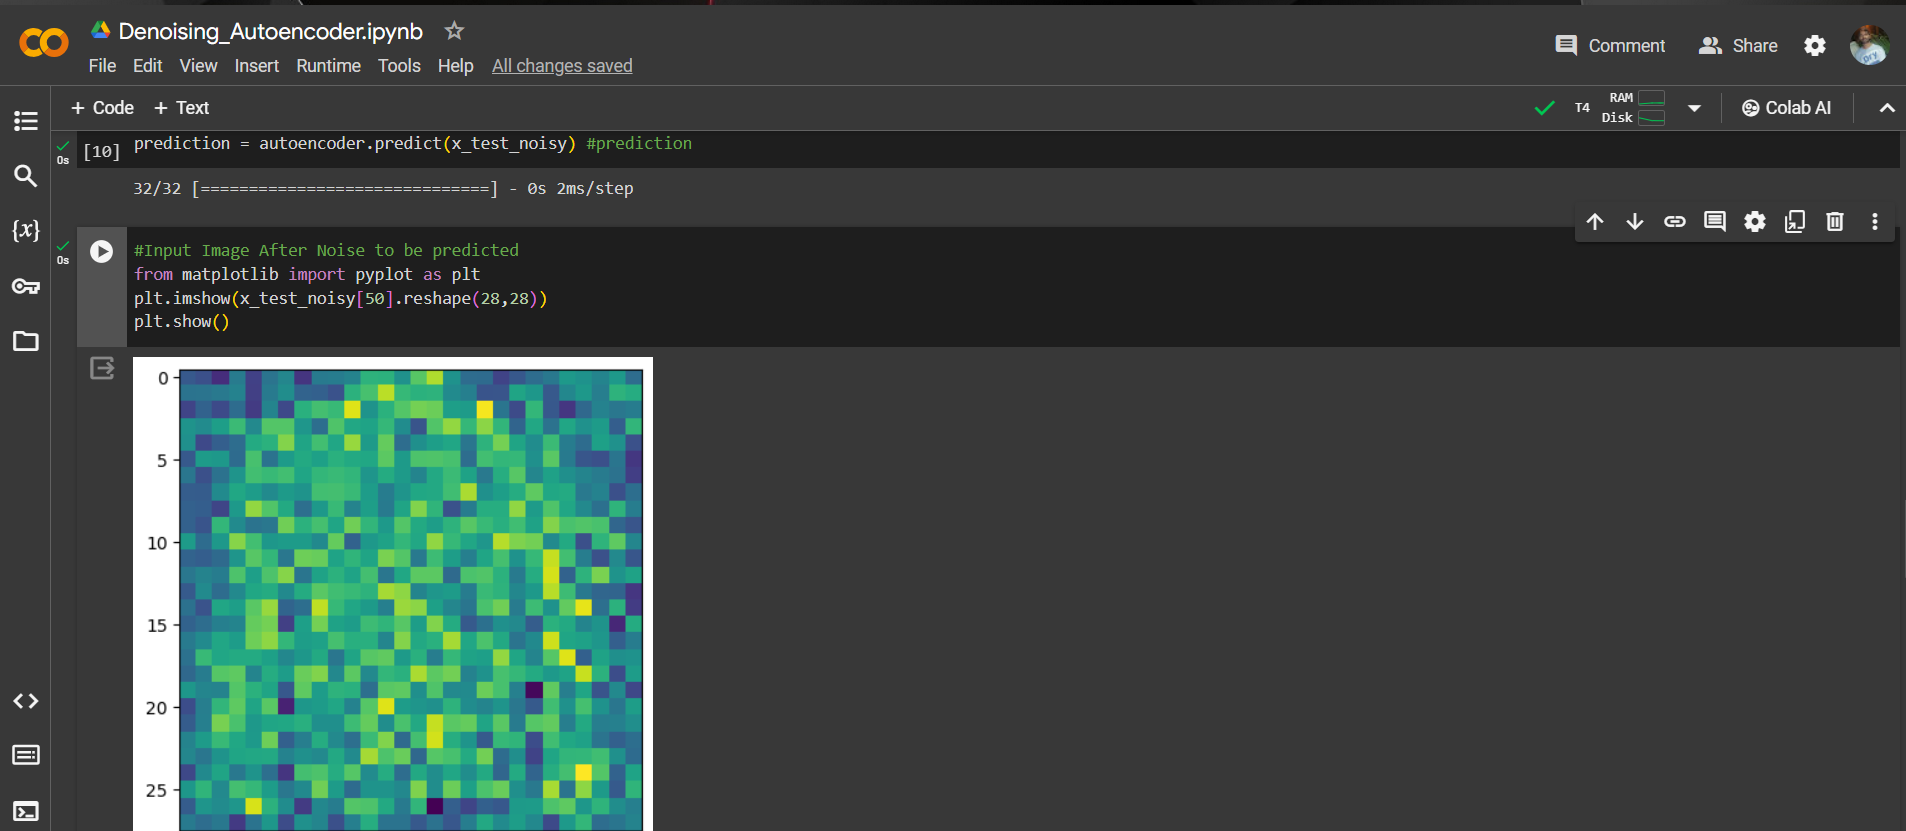 Denoising_Autoencoder.ipynb
Comment
Share
File Edit View Insert Runtime Tools Help All changes saved
+ Code + Text
T4
RAM
Disk
Colab AI
0s
[10]
prediction = autoencoder.predict(x_test_noisy) #prediction
32/32 [==============================] - 0s 2ms/step
{x}
0s
#Input Image After Noise to be predicted
from matplotlib import pyplot as plt
plt.imshow(x_test_noisy[50].reshape(28,28))
plt.show()
0
5
10
15
20
25